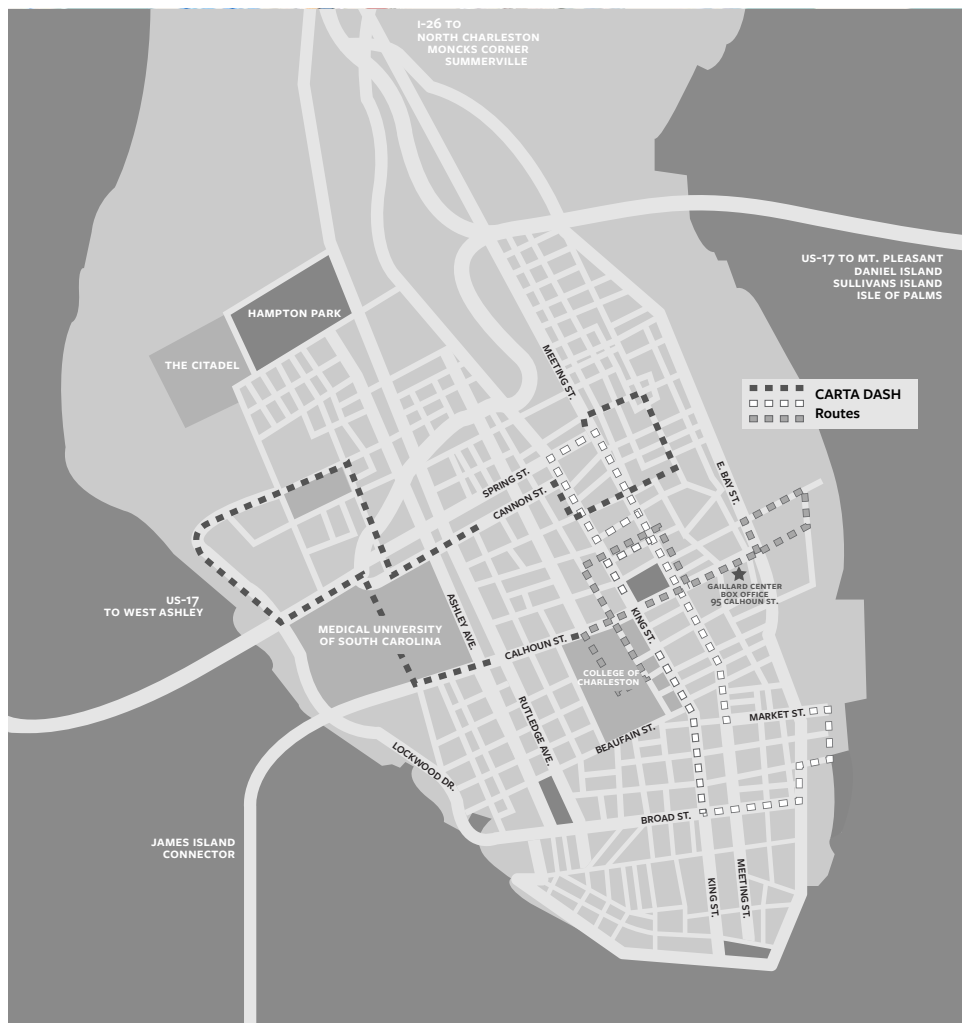 I-26 TO
NORTH CHARLESTON
MONCKS CORNER
SUMMERVILLE
US-17 TO MT. PLEASANT
DANIEL ISLAND
SULLIVANS ISLAND
ISLE OF PALMS
HAMPTON PARK
THE CITADEL
MEETING ST.
CARTA DASH
Routes
SPRING ST.
CANNON ST.
E. BAY ST.
GAILLARD CENTER
BOX OFFICE
95 CALHOUN ST.
US-17
TO WEST ASHLEY
MEDICAL UNIVERSITY
OF SOUTH CAROLINA
ASHLEY AVE.
KING ST.
CALHOUN ST.
COLLEGE OF
CHARLESTON
RUTLEDGE AVE.
BEAUFAIN ST.
MARKET ST.
LOCKWOOD DR.
BROAD ST.
JAMES ISLAND
CONNECTOR
KING ST.
MEETING ST.